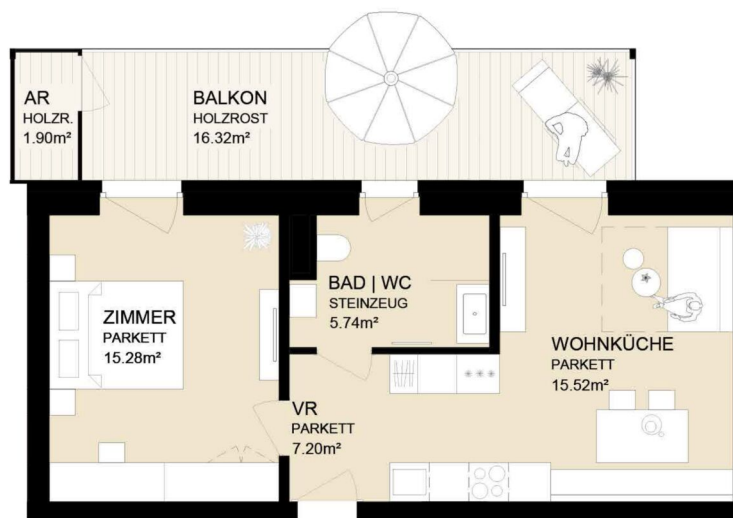 AR
HOLZR.
1.90m²
BALKON
HOLZROST
16.32m²
ZIMMER
PARKETT
15.28m²
BAD | WC
STEINZEUG
5.74m²
WOHNKÜCHE
PARKETT
15.52m²
VR
PARKETT
7.20m²